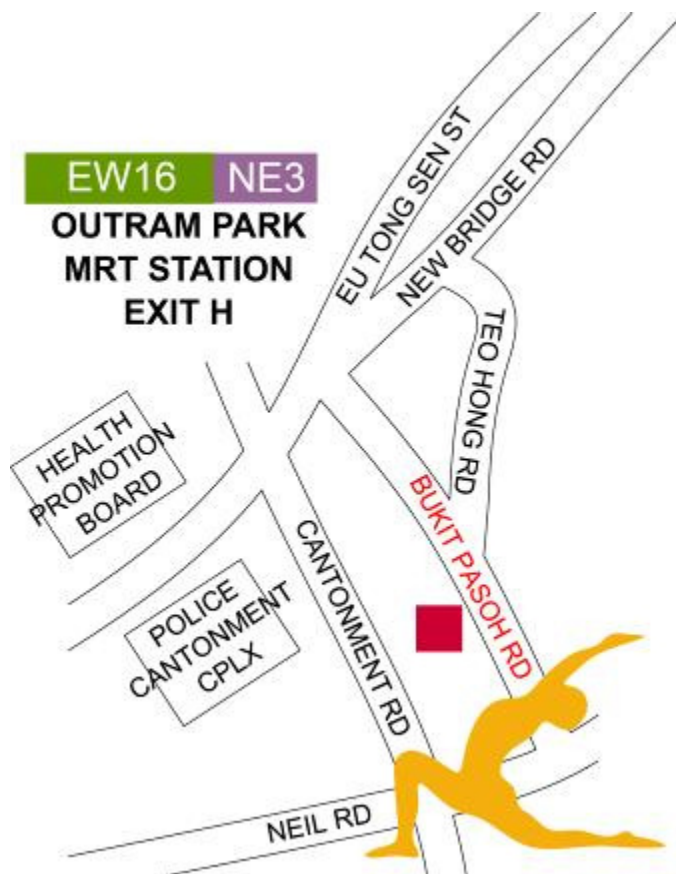 EW16 NE3
OUTRAM PARK
MRT STATION
EXIT H
EU TONG SEN ST
NEW BRIDGE RD
TEO HONG RD
HEALTH
PROMOTION
BOARD
BUKIT PASOH RD
CANTONMENT RD
POLICE
CANTONMENT
CPLX
NEIL RD